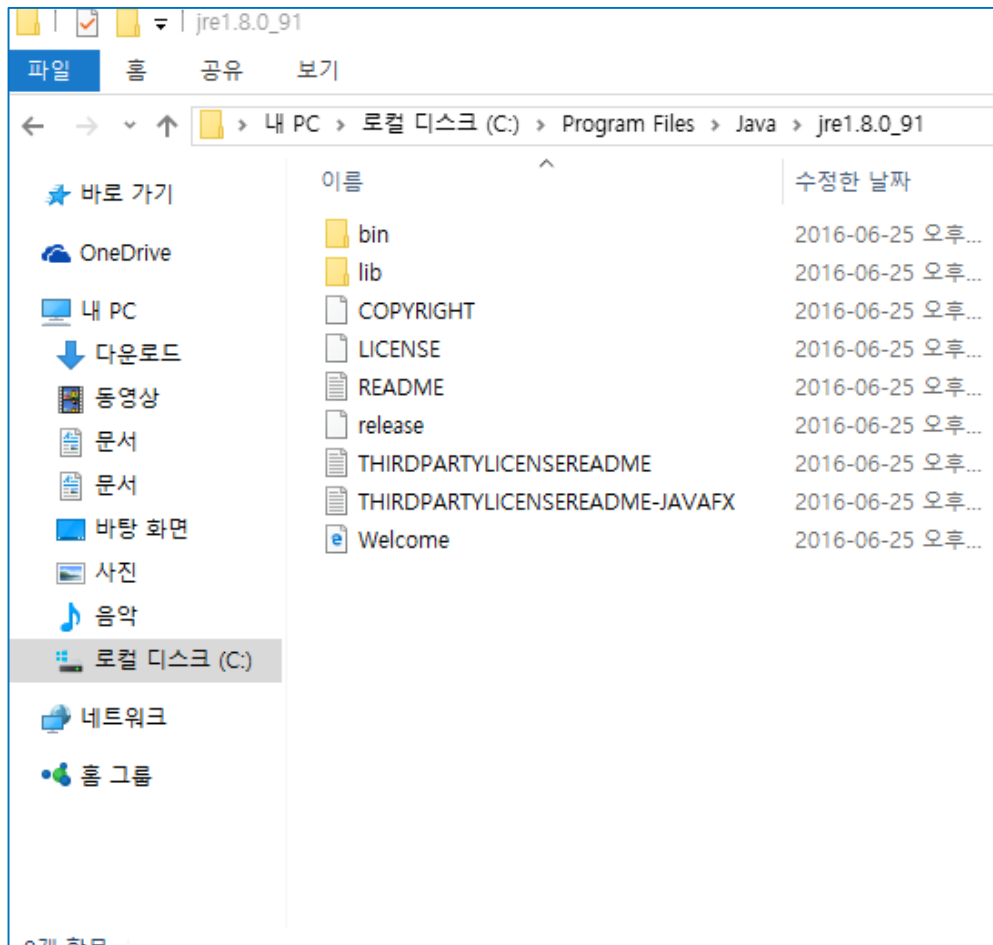 jre1.8.0_91
파일 홈 공유 보기
내 PC > 로컬 디스크 (C:) > Program Files > Java > jre1.8.0_91
이름 수정한 날짜
바로 가기
OneDrive
내 PC
다운로드
동영상
문서
문서
바탕 화면
사진
음악
로컬 디스크 (C:)
네트워크
홈 그룹
bin 2016-06-25 오후...
lib 2016-06-25 오후...
COPYRIGHT 2016-06-25 오후...
LICENSE 2016-06-25 오후...
README 2016-06-25 오후...
release 2016-06-25 오후...
THIRDPARTYLICENSEREADME 2016-06-25 오후...
THIRDPARTYLICENSEREADME-JAVAFX 2016-06-25 오후...
Welcome 2016-06-25 오후...